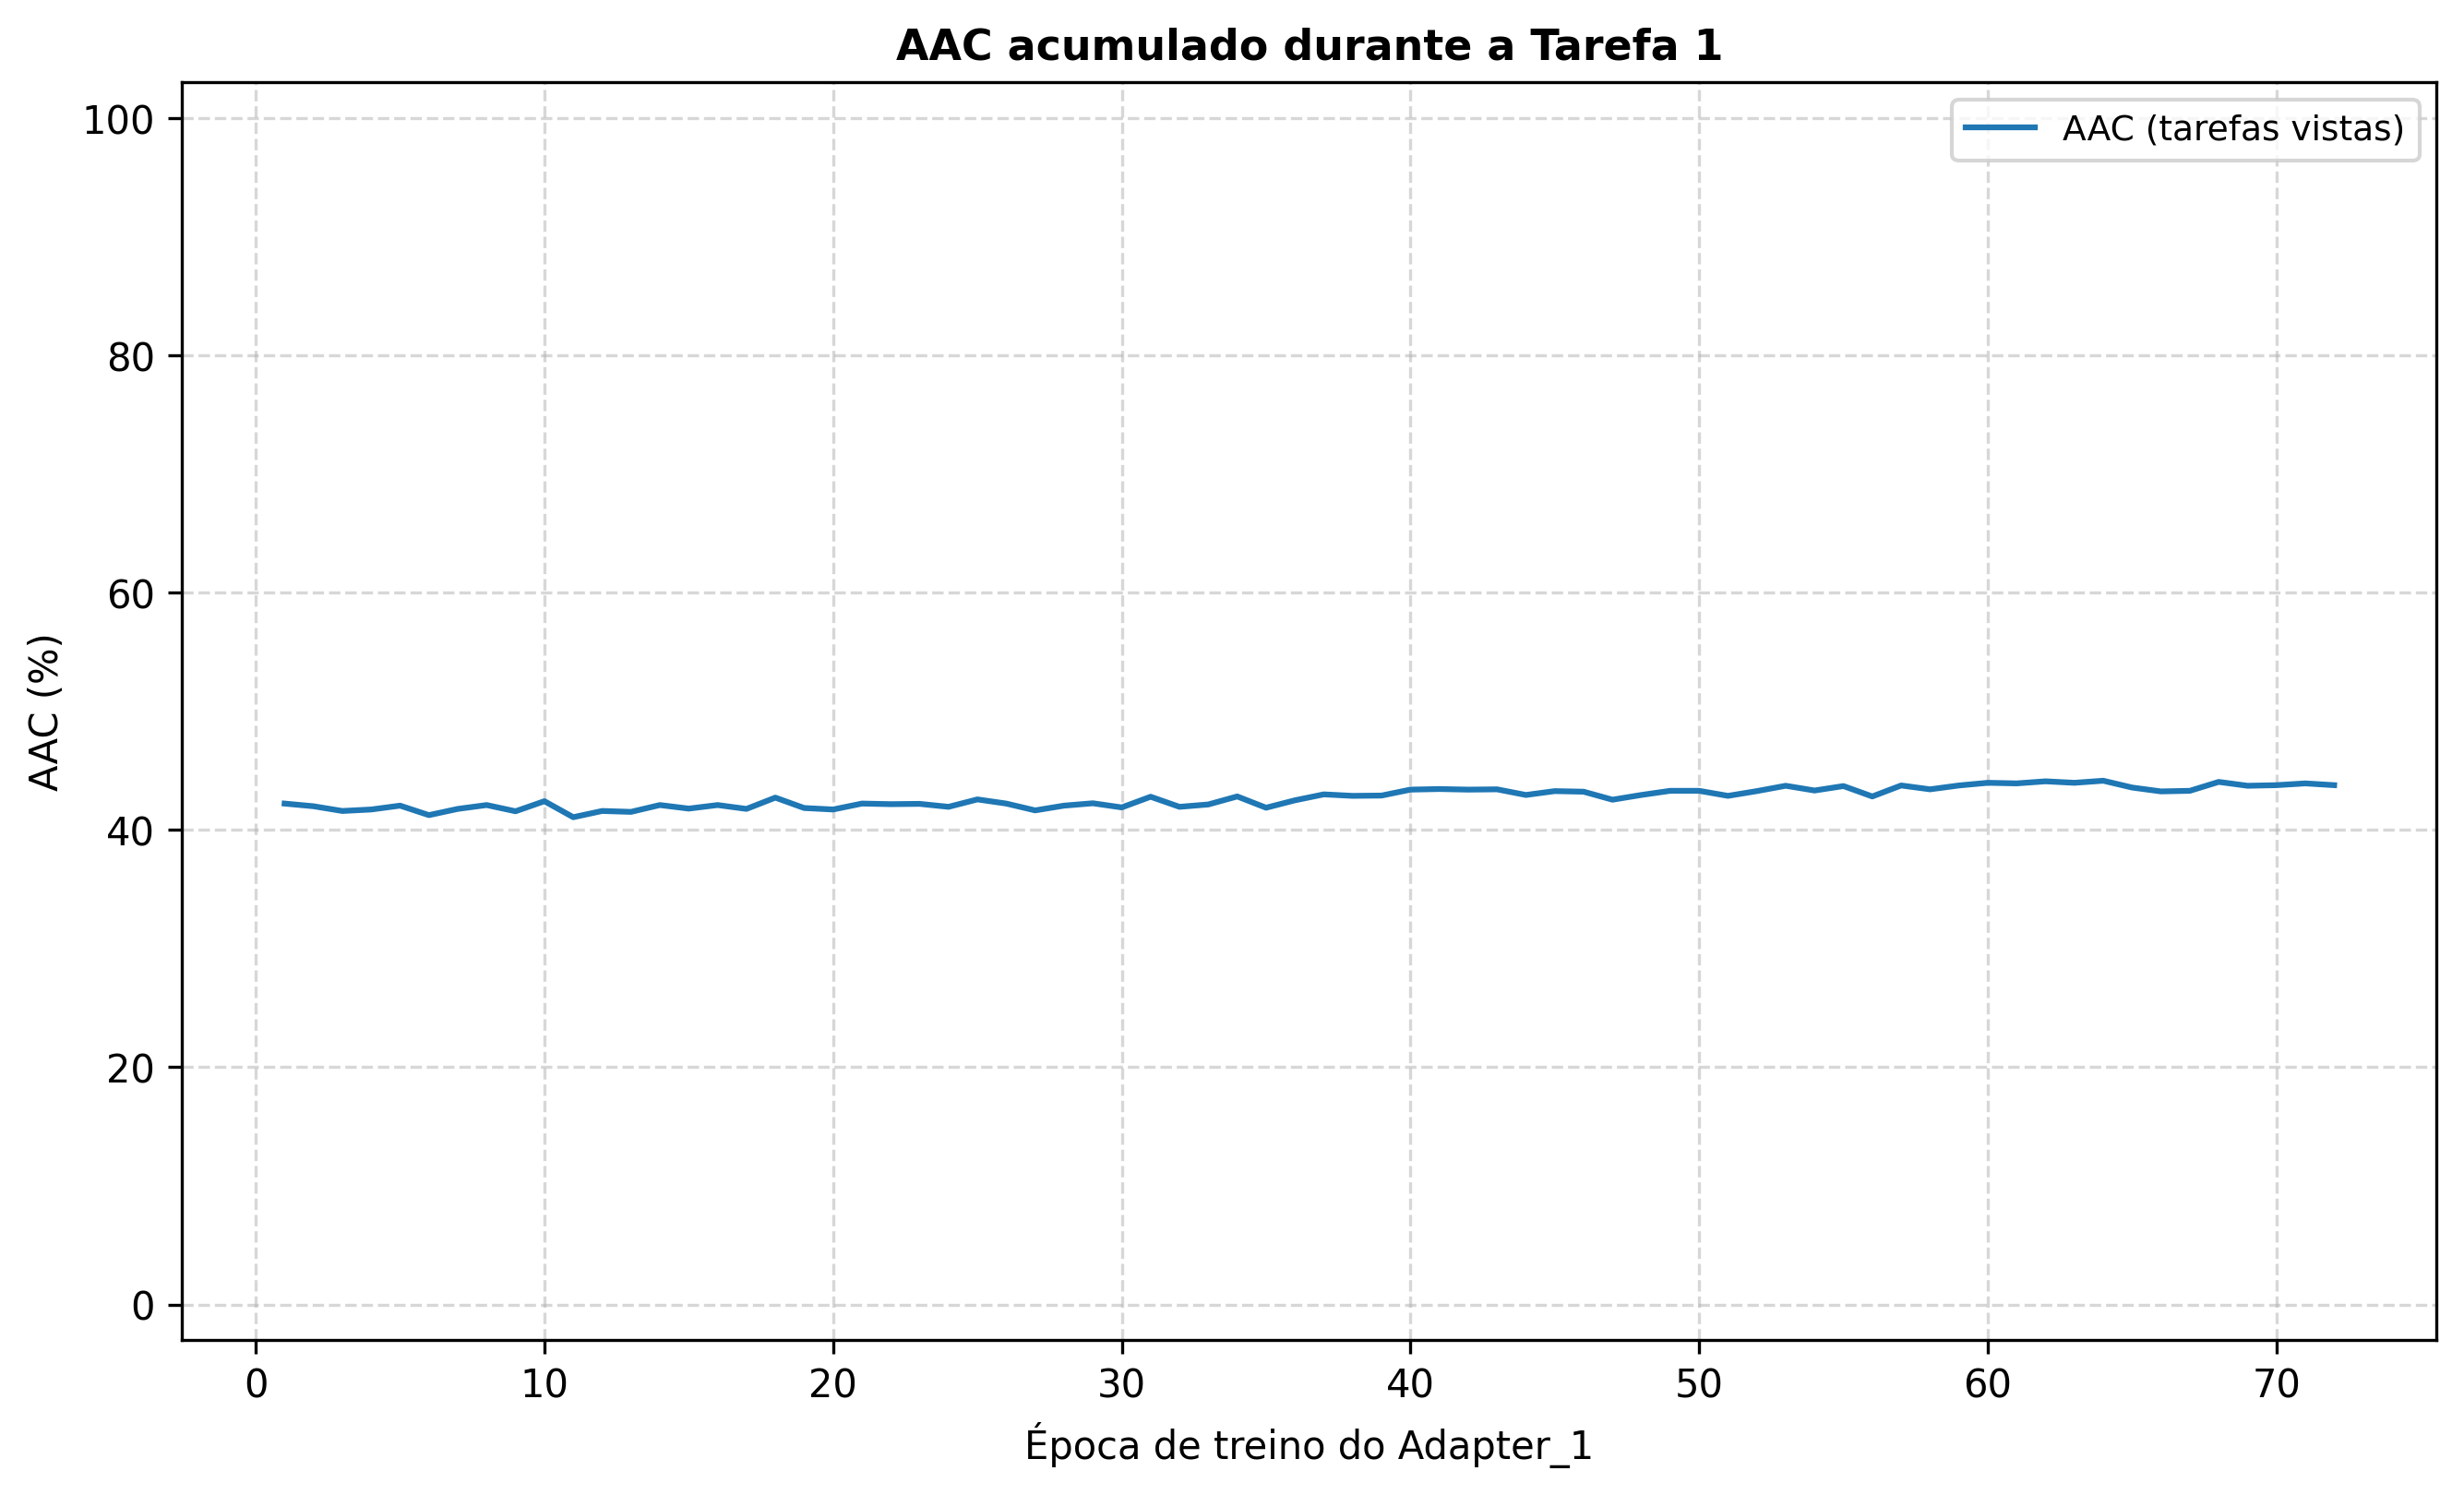 AAC acumulado durante a Tarefa 1
AAC (tarefas vistas)
AAC (%)
100
80
60
40
20
0
0 10 20 30 40 50 60 70
Época de treino do Adapter_1